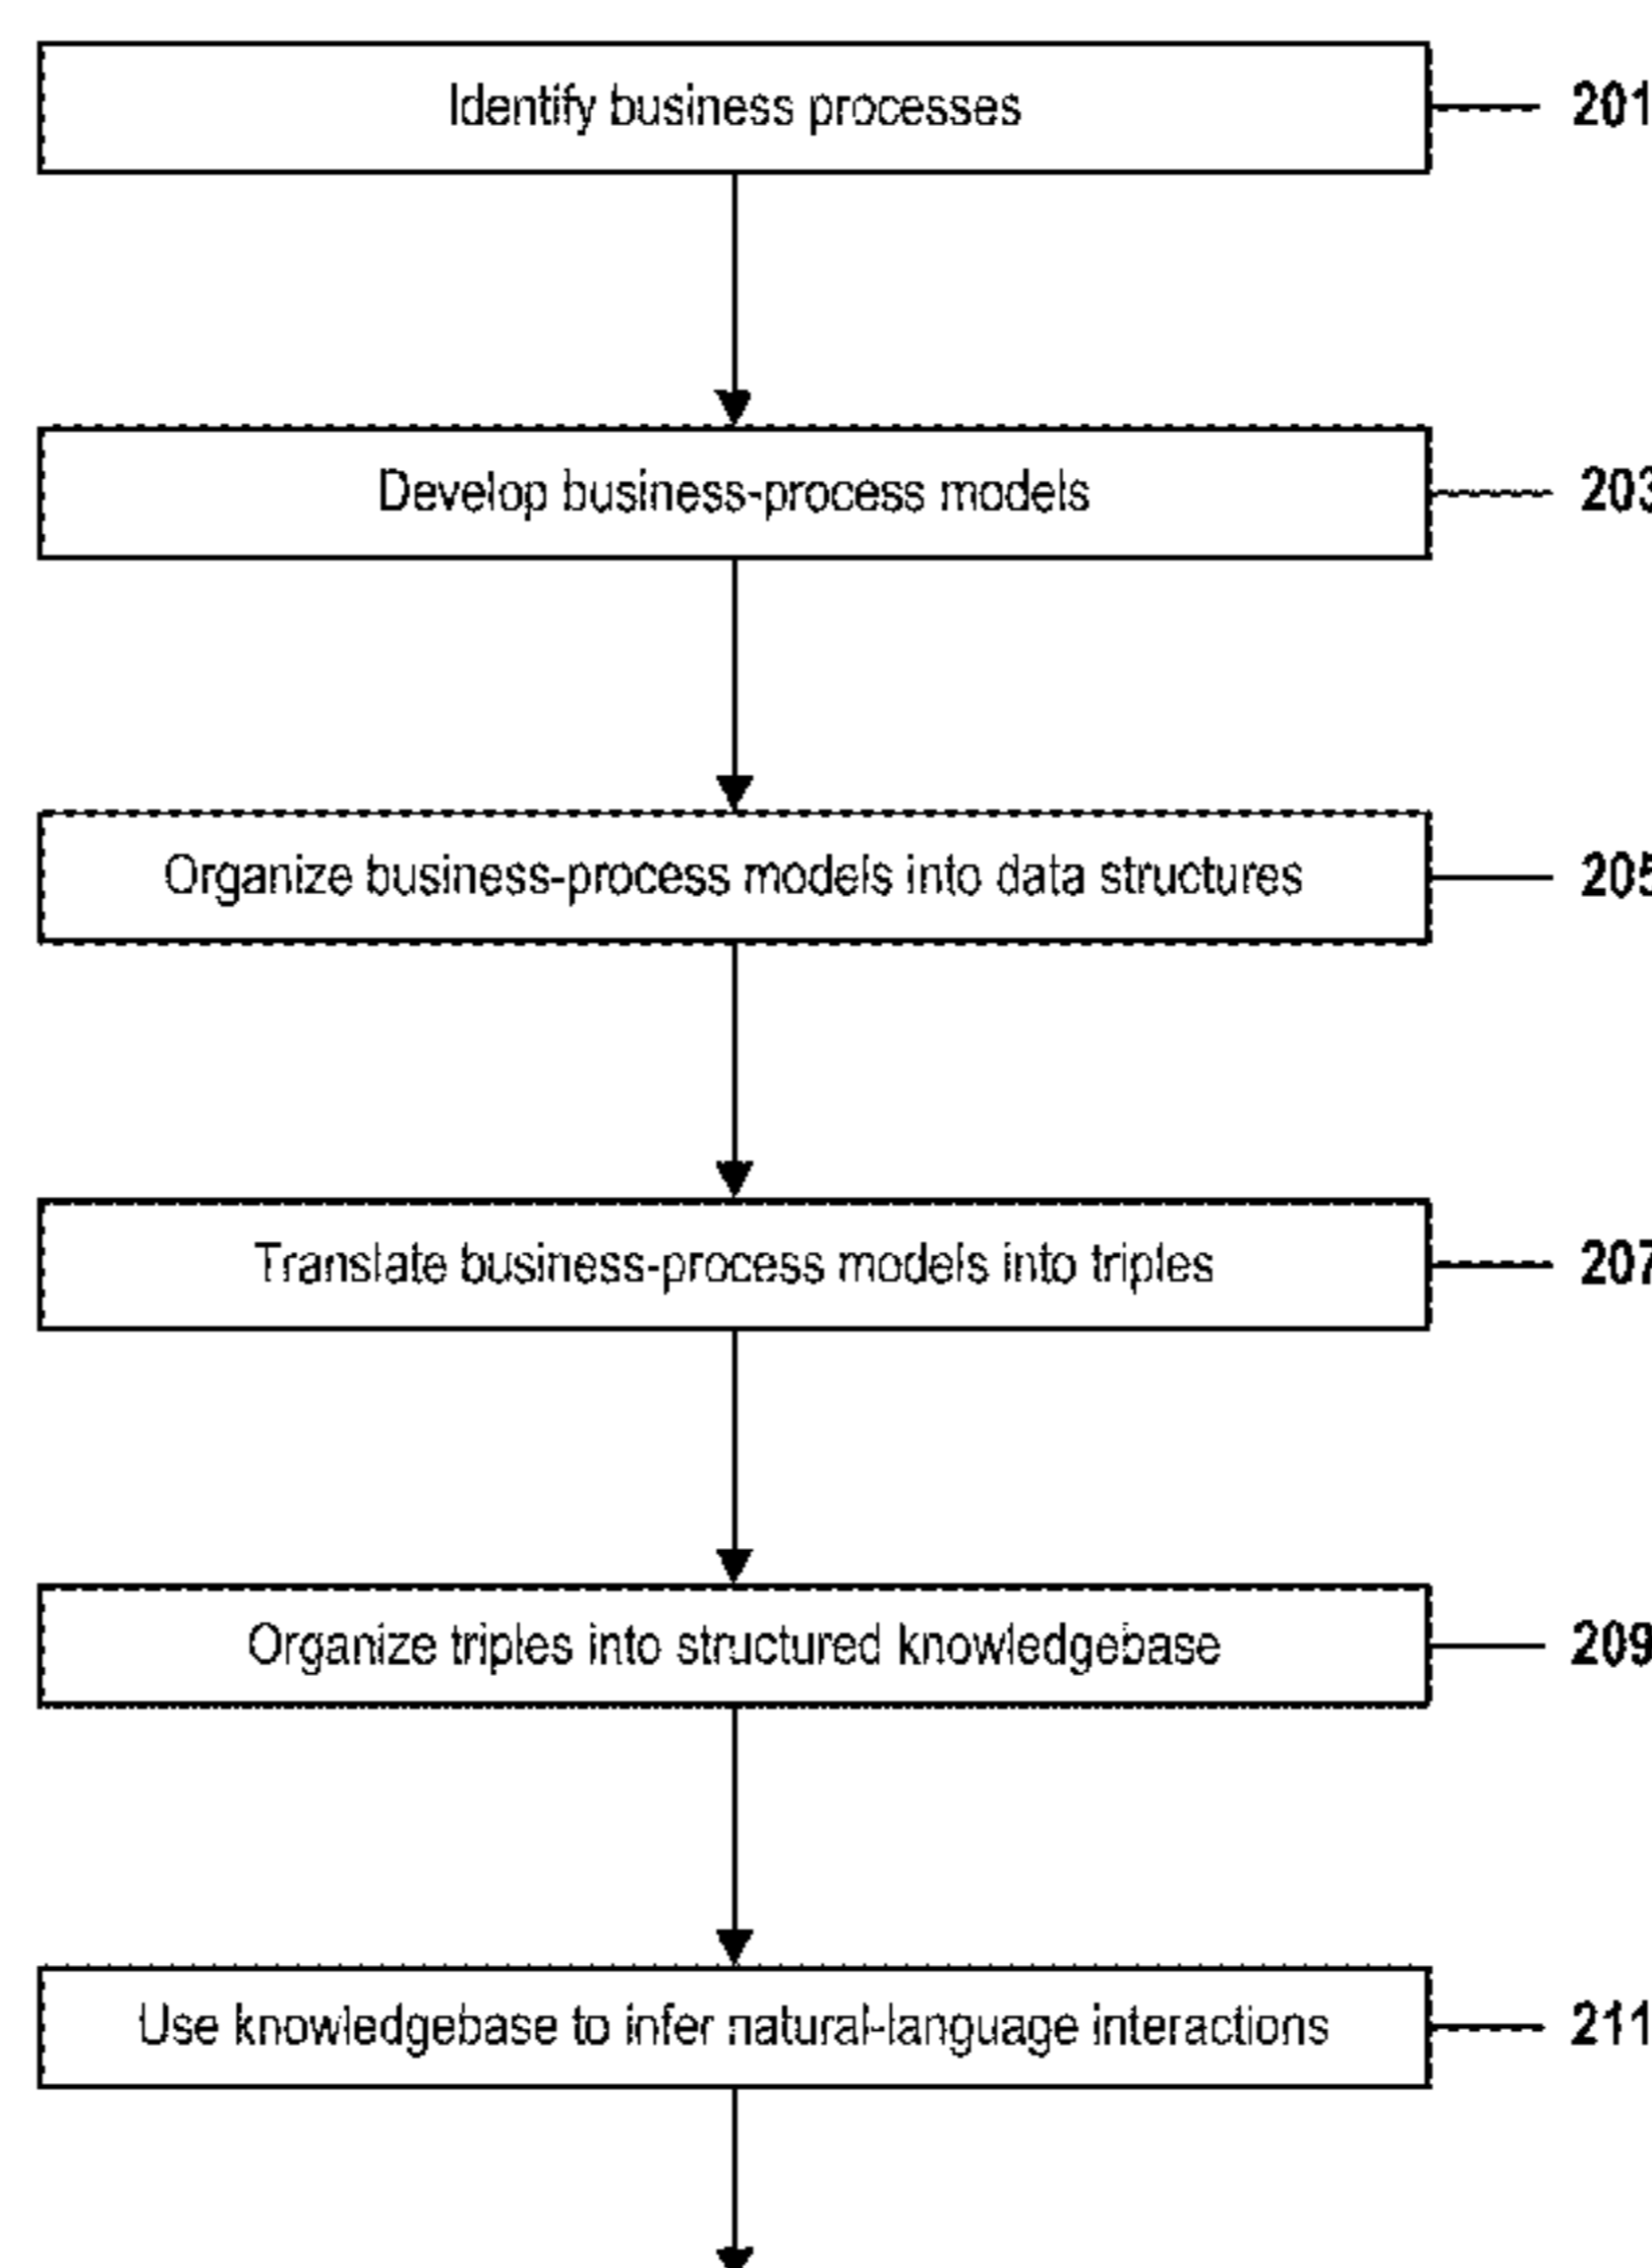 Identify business processes 201
Develop business-process models 203
Organize business-process models into data structures 205
Translate business-process models into triples 207
Organize triples into structured knowledgebase 209
Use knowledgebase to infer natural-language interactions 211